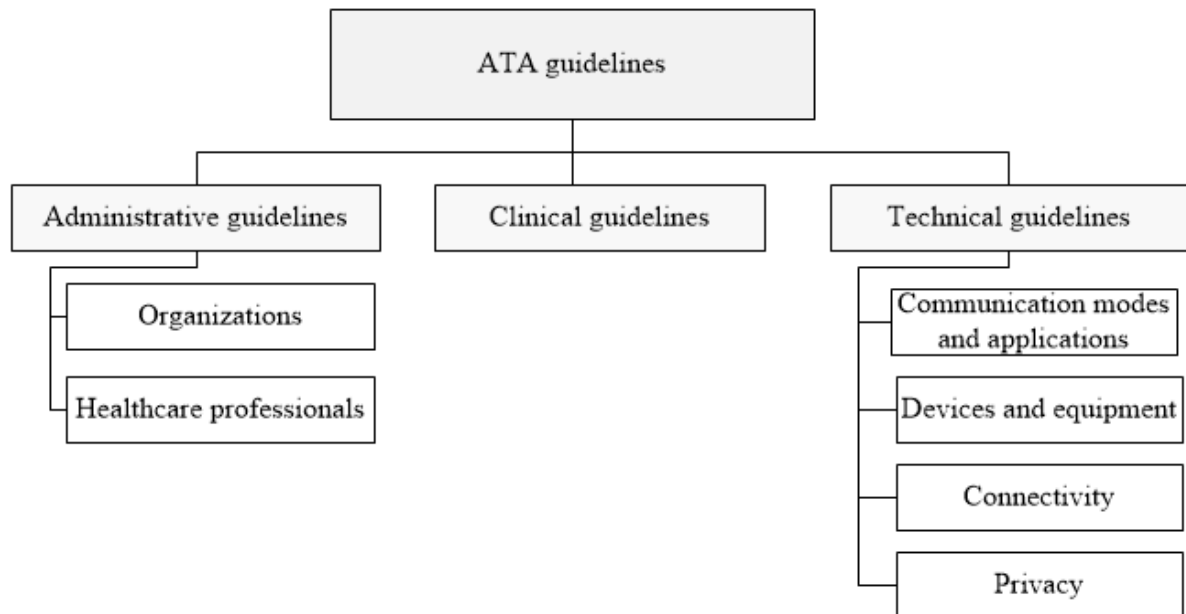 ATA guidelines
Administrative guidelines
Clinical guidelines
Technical guidelines
Organizations
Healthcare professionals
Communication modes
and applications
Devices and equipment
Connectivity
Privacy